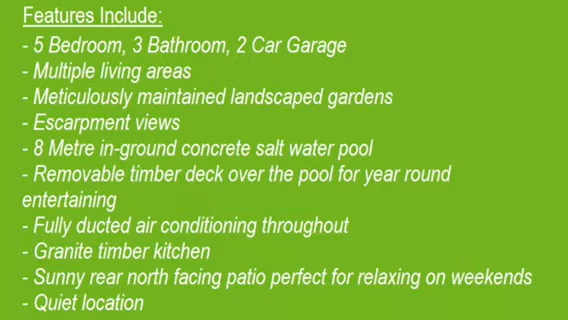 Features Include:
- 5 Bedroom, 3 Bathroom, 2 Car Garage
- Multiple living areas
- Meticulously maintained landscaped gardens
- Escarpment views
- 8 Metre in-ground concrete salt water pool
- Removable timber deck over the pool for year round
entertaining
- Fully ducted air conditioning throughout
- Granite timber kitchen
- Sunny rear north facing patio perfect for relaxing on weekends
- Quiet location